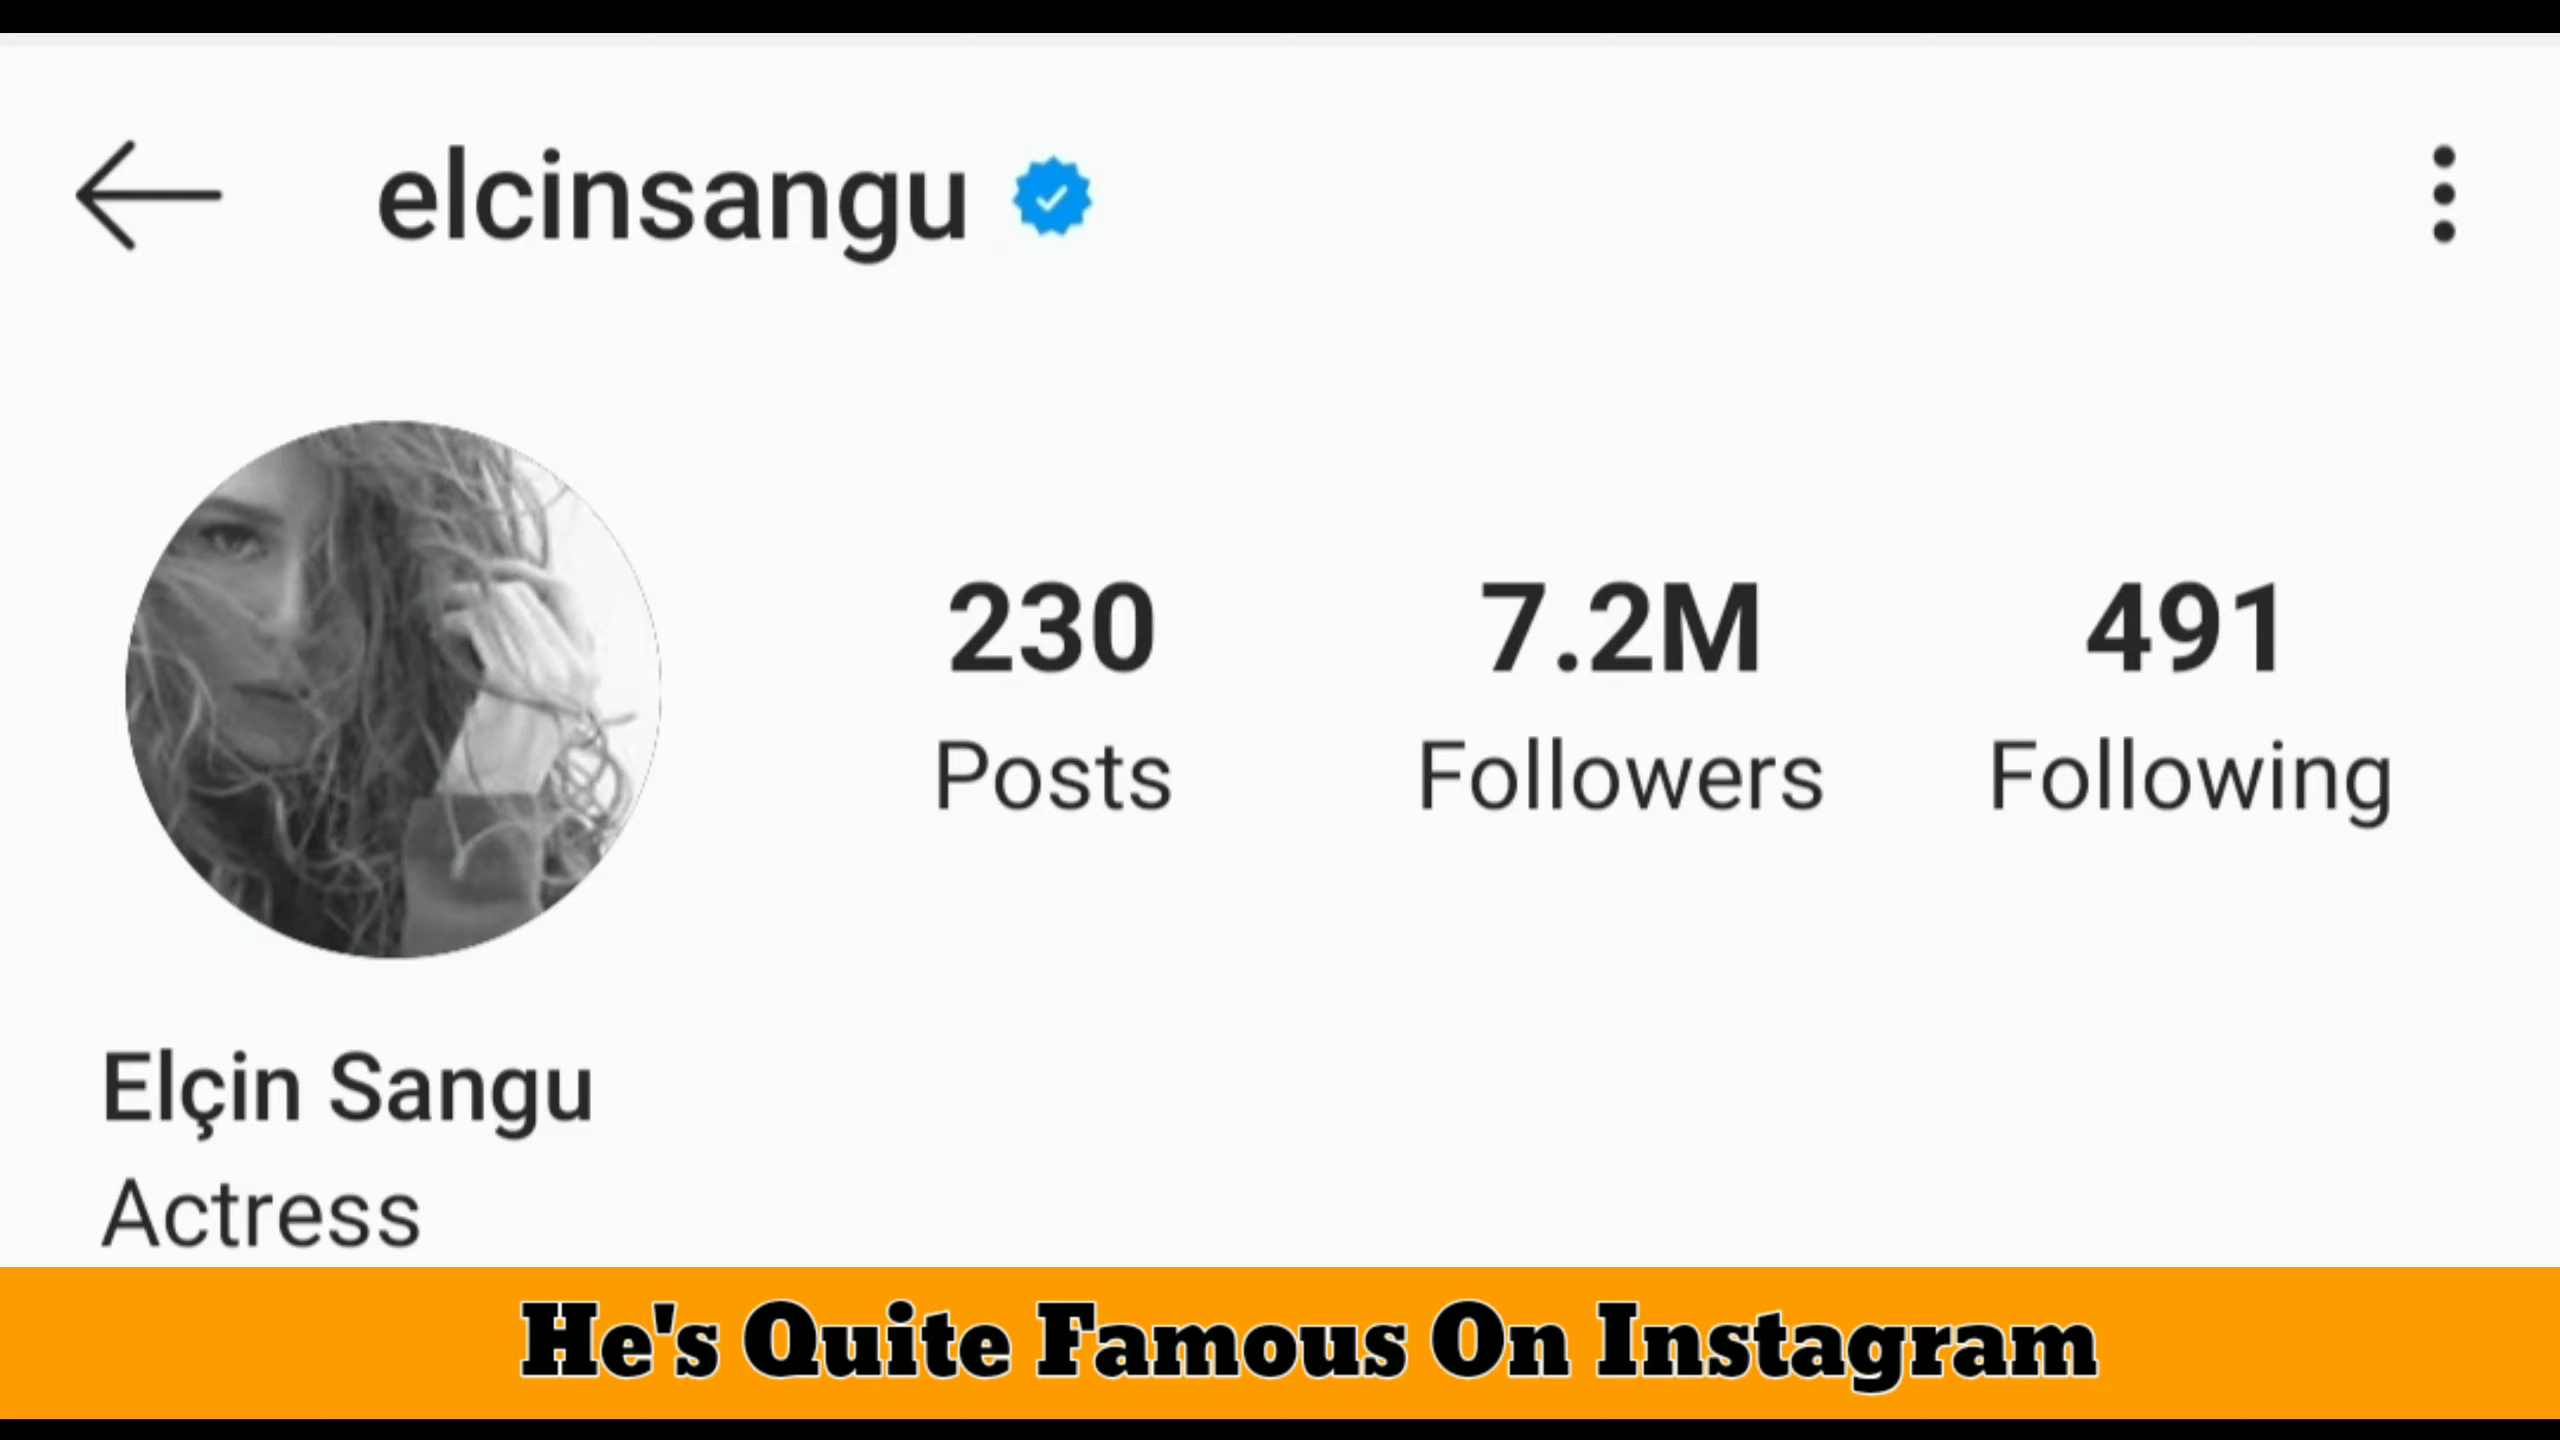 elcinsangu
230 7.2M 491
Posts Followers Following
Elçin Sangu
Actress
He's Quite Famous On Instagram